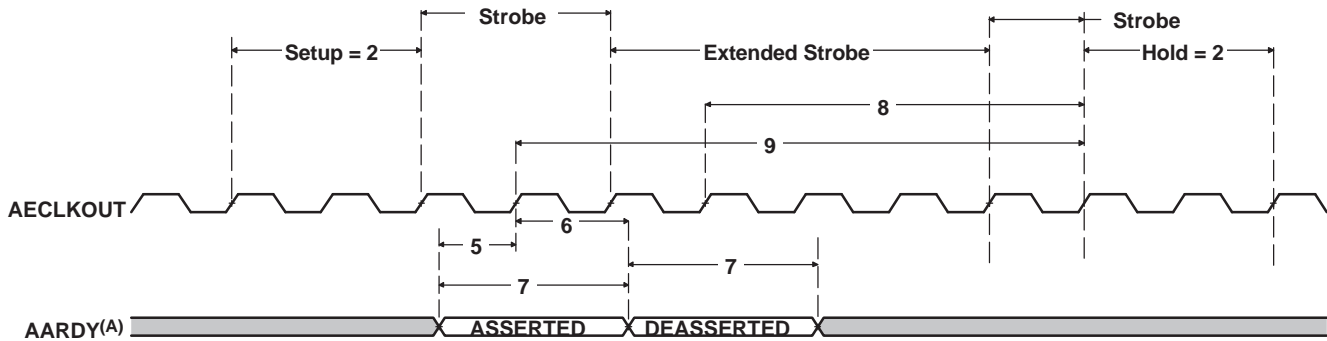 Strobe
Strobe
Setup = 2
Extended Strobe
Hold = 2
8
9
AECLKOUT
6
5
7
7
AARDY(A)
ASSERTED
DEASSERTED